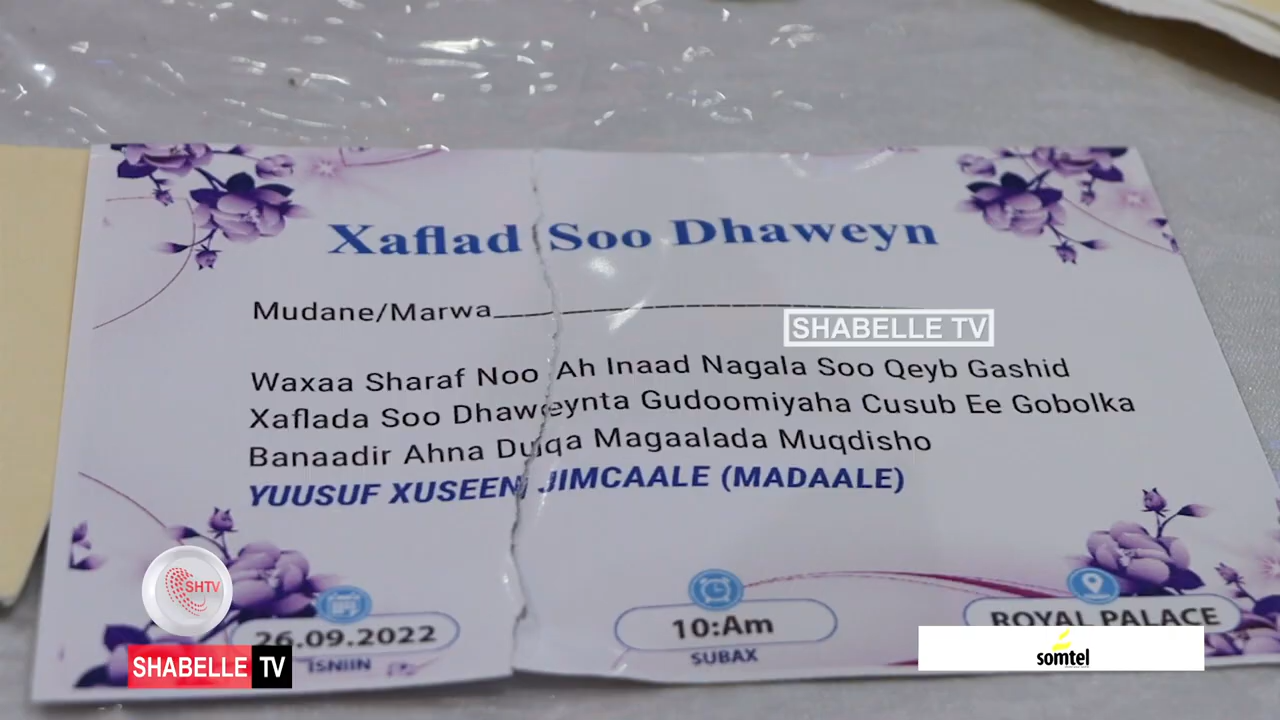 Xaflad Soo Dhaweyn
Mudane/Marwa
SHABELLE TV
Waxaa Sharaf Noo Ah Inaad Nagala Soo Qeyb Gashid
Xaflada Soo Dhaweynta Gudoomiyaha Cusub Ee Gobolka
Banaadir Ahna Duqa Magaalada Muqdisho
YUUSUF XUSEEN JIMCAALE (MADAALE)
SHTV
26.09.2022
ISNIIN
10:Am
SUBAX
ROYAL PALACE
SHABELLE TV
somtel